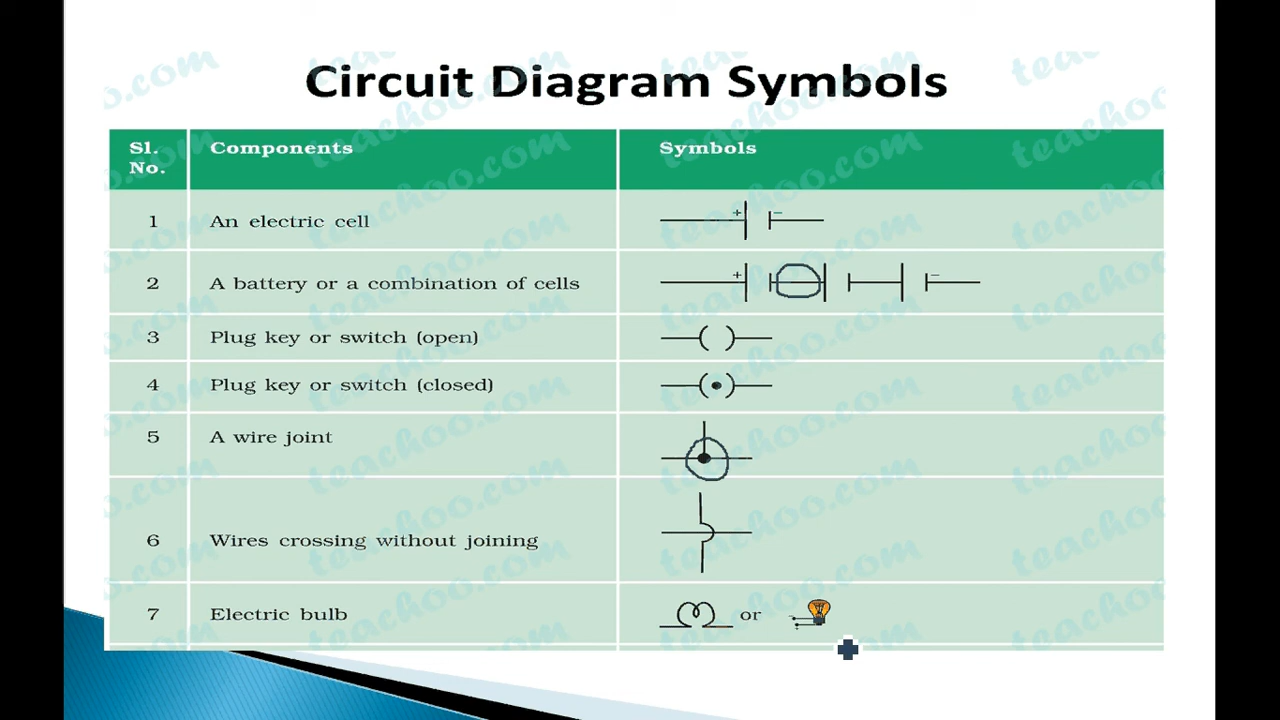 Circuit Diagram Symbols
Sl. No.
Components
Symbols
1
An electric cell
+ −
2
A battery or a combination of cells
+ −
3
Plug key or switch (open)
4
Plug key or switch (closed)
5
A wire joint
6
Wires crossing without joining
7
Electric bulb
or
teachoo.com